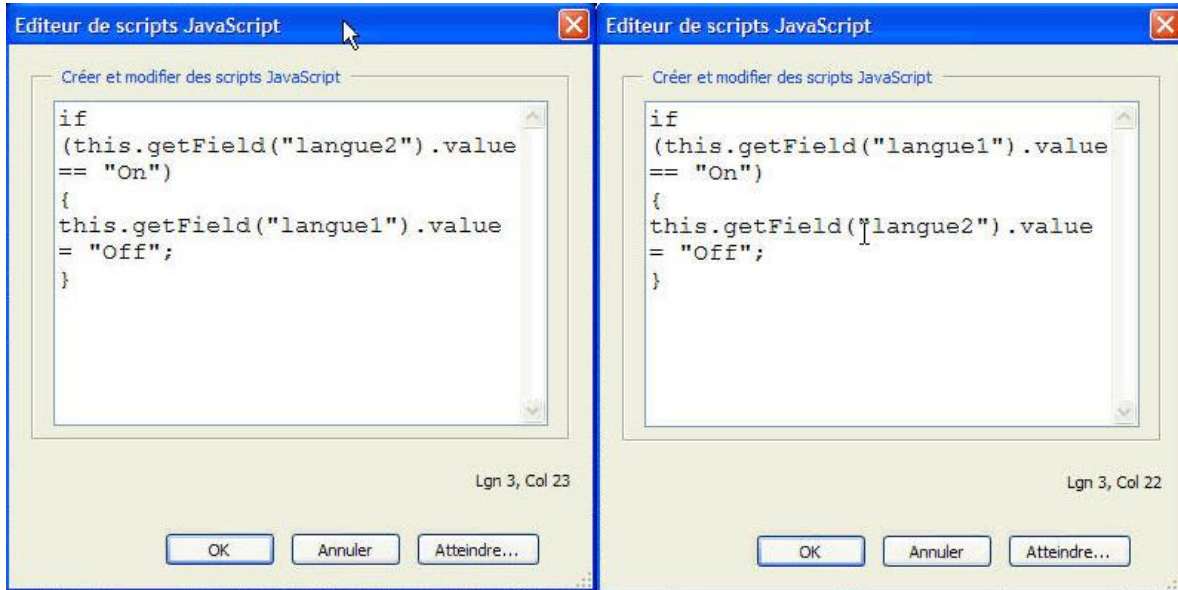 Editeur de scripts JavaScript
Créer et modifier des scripts JavaScript
if
(this.getField("langue2").value
== "On")
{
this.getField("langue1").value
= "Off";
}
Lgn 3, Col 23
OK Annuler Atteindre...
Editeur de scripts JavaScript
Créer et modifier des scripts JavaScript
if
(this.getField("langue1").value
== "On")
{
this.getField("langue2").value
= "Off";
}
Lgn 3, Col 22
OK Annuler Atteindre...